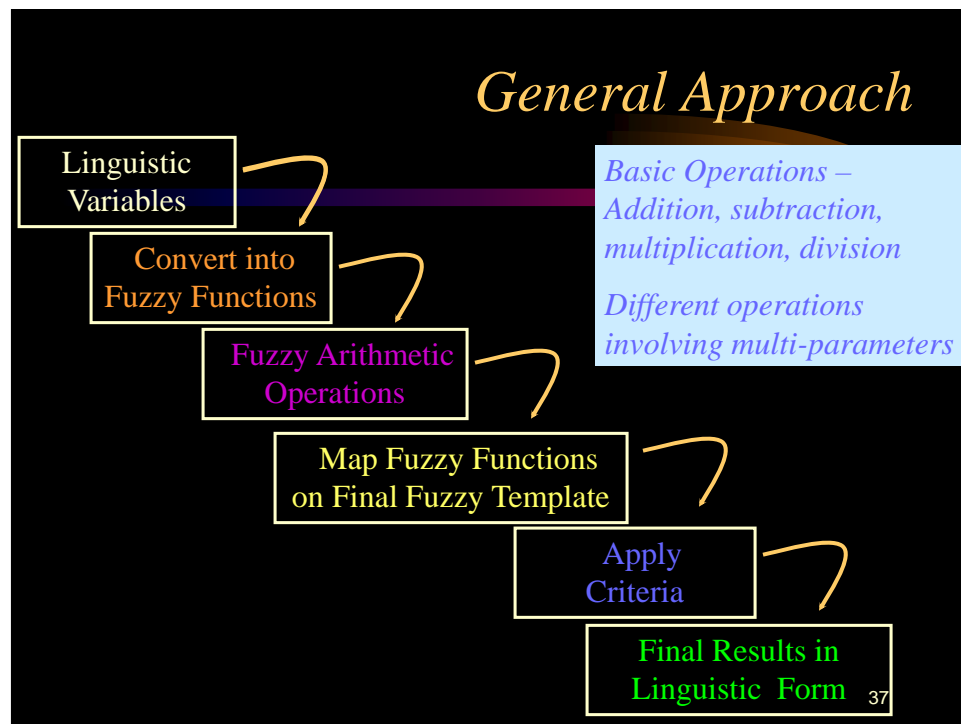 General Approach
Linguistic
Variables
Basic Operations –
Addition, subtraction,
multiplication, division
Different operations
involving multi-parameters
Convert into
Fuzzy Functions
Fuzzy Arithmetic
Operations
Map Fuzzy Functions
on Final Fuzzy Template
Apply
Criteria
Final Results in
Linguistic Form
37